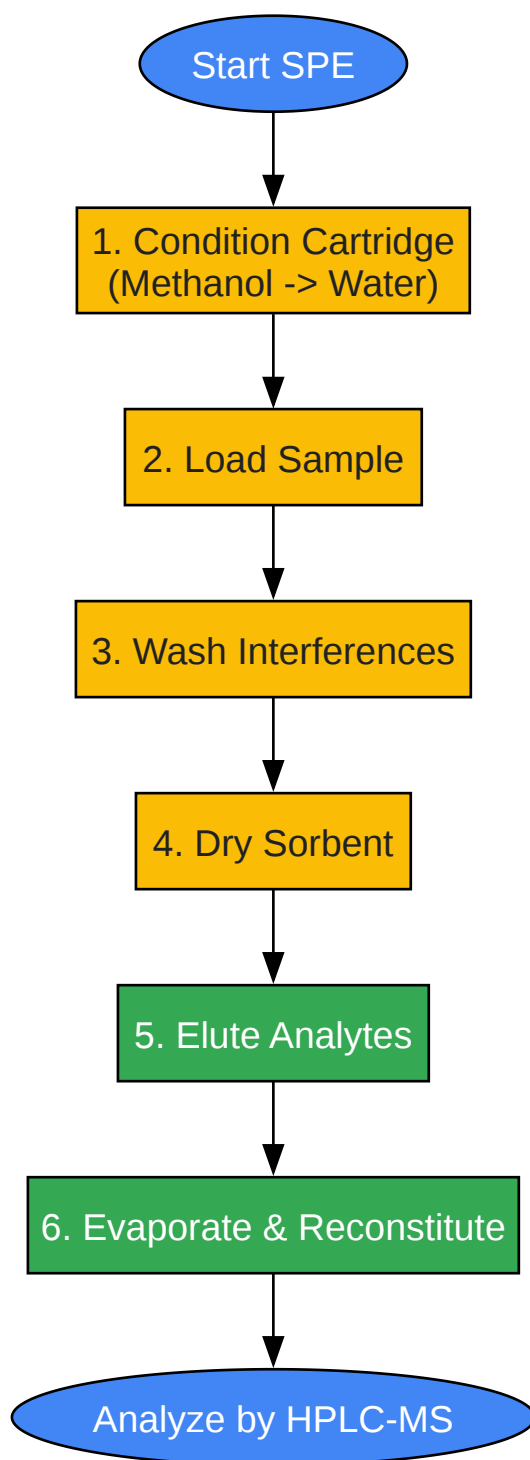 Start SPE
1. Condition Cartridge
(Methanol -> Water)
2. Load Sample
3. Wash Interferences
4. Dry Sorbent
5. Elute Analytes
6. Evaporate & Reconstitute
Analyze by HPLC-MS